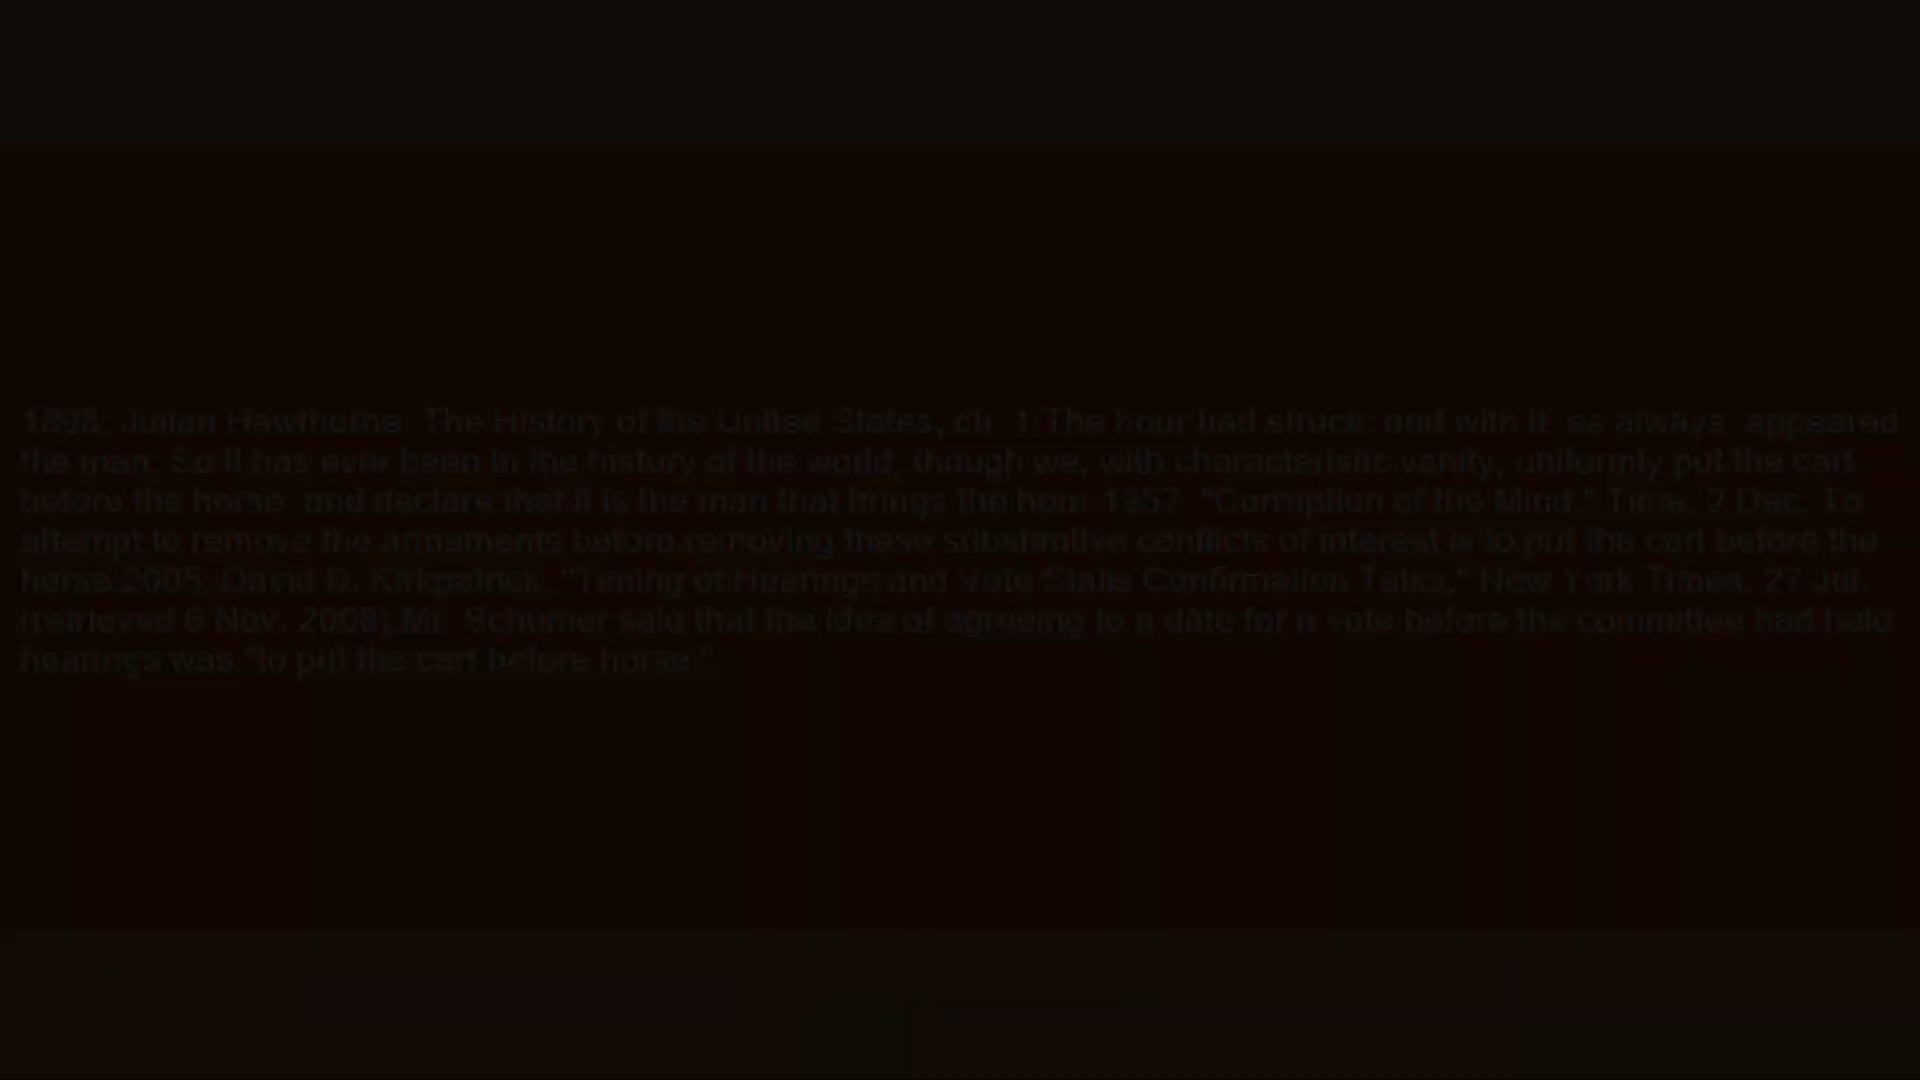 1898, Julian Hawthorne, The History of the United States, ch. 1:The hour had struck: and with it, as always, appeared
the man. So it has ever been in the history of the world, though we, with characteristic vanity, uniformly put the cart
before the horse, and declare that it is the man that brings the hour.1957, "Corruption of the Mind," Time, 2 Dec. To
attempt to remove the armaments before removing these substantive conflicts of interest is to put the cart before the
horse.2005, David D. Kirkpatrick, "Timing of Hearings and Vote Stalls Confirmation Talks," New York Times, 27 Jul.
(retrieved 6 Nov. 2008),Mr. Schumer said that the idea of agreeing to a date for a vote before the committee had held
hearings was "to put the cart before horse."